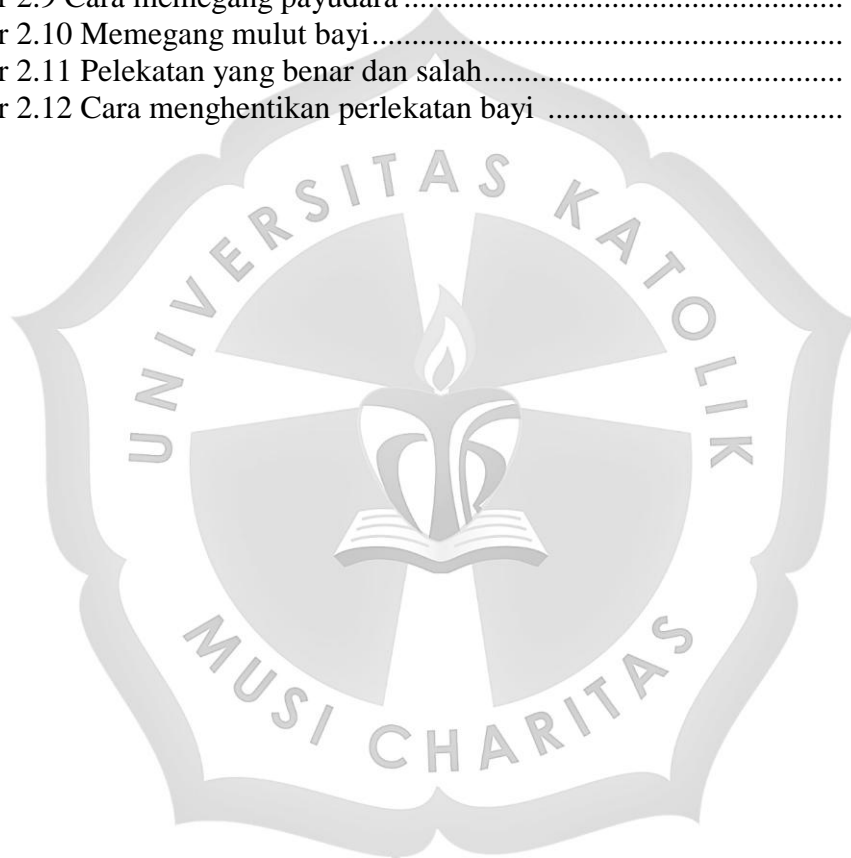 r 2.9 Cara memegang payudara ........................................................
r 2.10 Memegang mulut bayi............................................................
r 2.11 Pelekatan yang benar dan salah..............................................
r 2.12 Cara menghentikan perlekatan bayi .....................................
UNIVERSITAS KATOLIK
MUSI CHARITAS